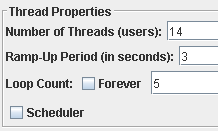 Thread Properties
Number of Threads (users): 14
Ramp-Up Period (in seconds): 3
Loop Count: Forever 5
Scheduler